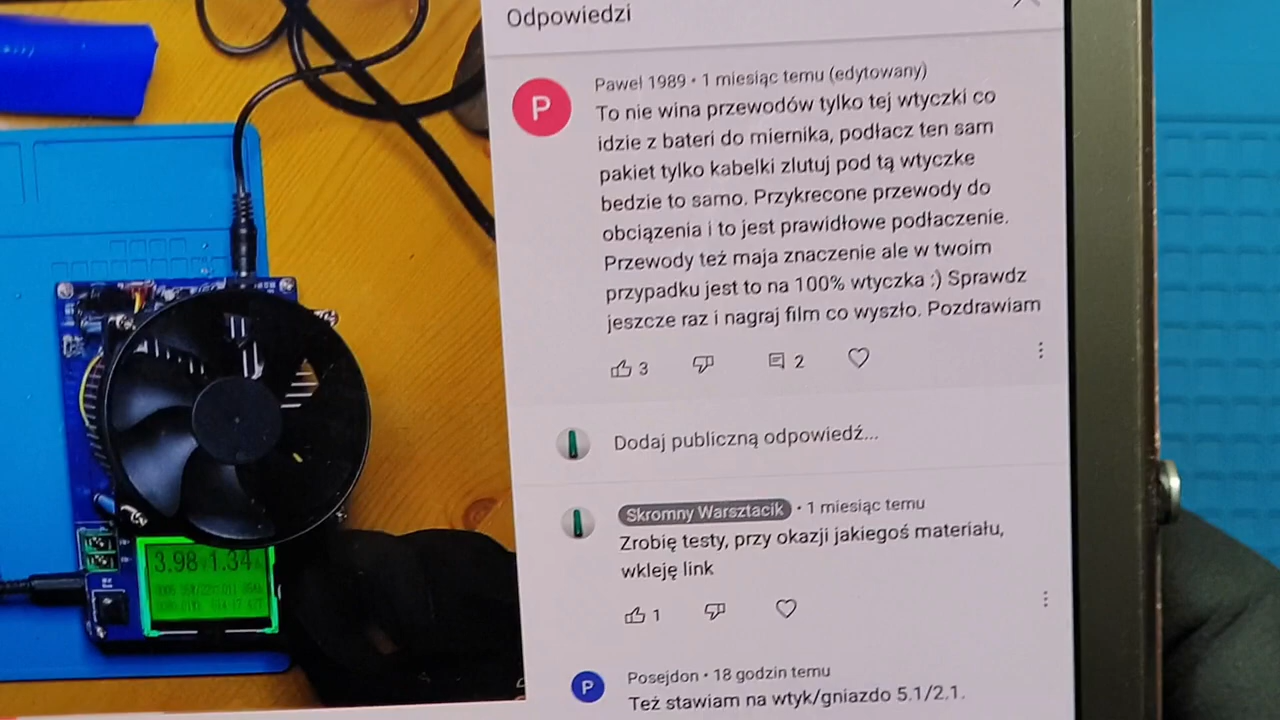 Odpowiedzi
P
Paweł 1989 • 1 miesiąc temu (edytowany)
To nie wina przewodów tylko tej wtyczki co
idzie z bateri do miernika, podłacz ten sam
pakiet tylko kabelki zlutuj pod tą wtyczke
bedzie to samo. Przykrecone przewody do
obciązenia i to jest prawidłowe podłaczenie.
Przewody też maja znaczenie ale w twoim
przypadku jest to na 100% wtyczka :) Sprawdz
jeszcze raz i nagraj film co wyszło. Pozdrawiam
3
2
Dodaj publiczną odpowiedź...
Skromny Warsztacik • 1 miesiąc temu
Zrobię testy, przy okazji jakiegoś materiału,
wkleję link
1
P
Posejdon • 18 godzin temu
Też stawiam na wtyk/gniazdo 5.1/2.1.
3.98 1.34